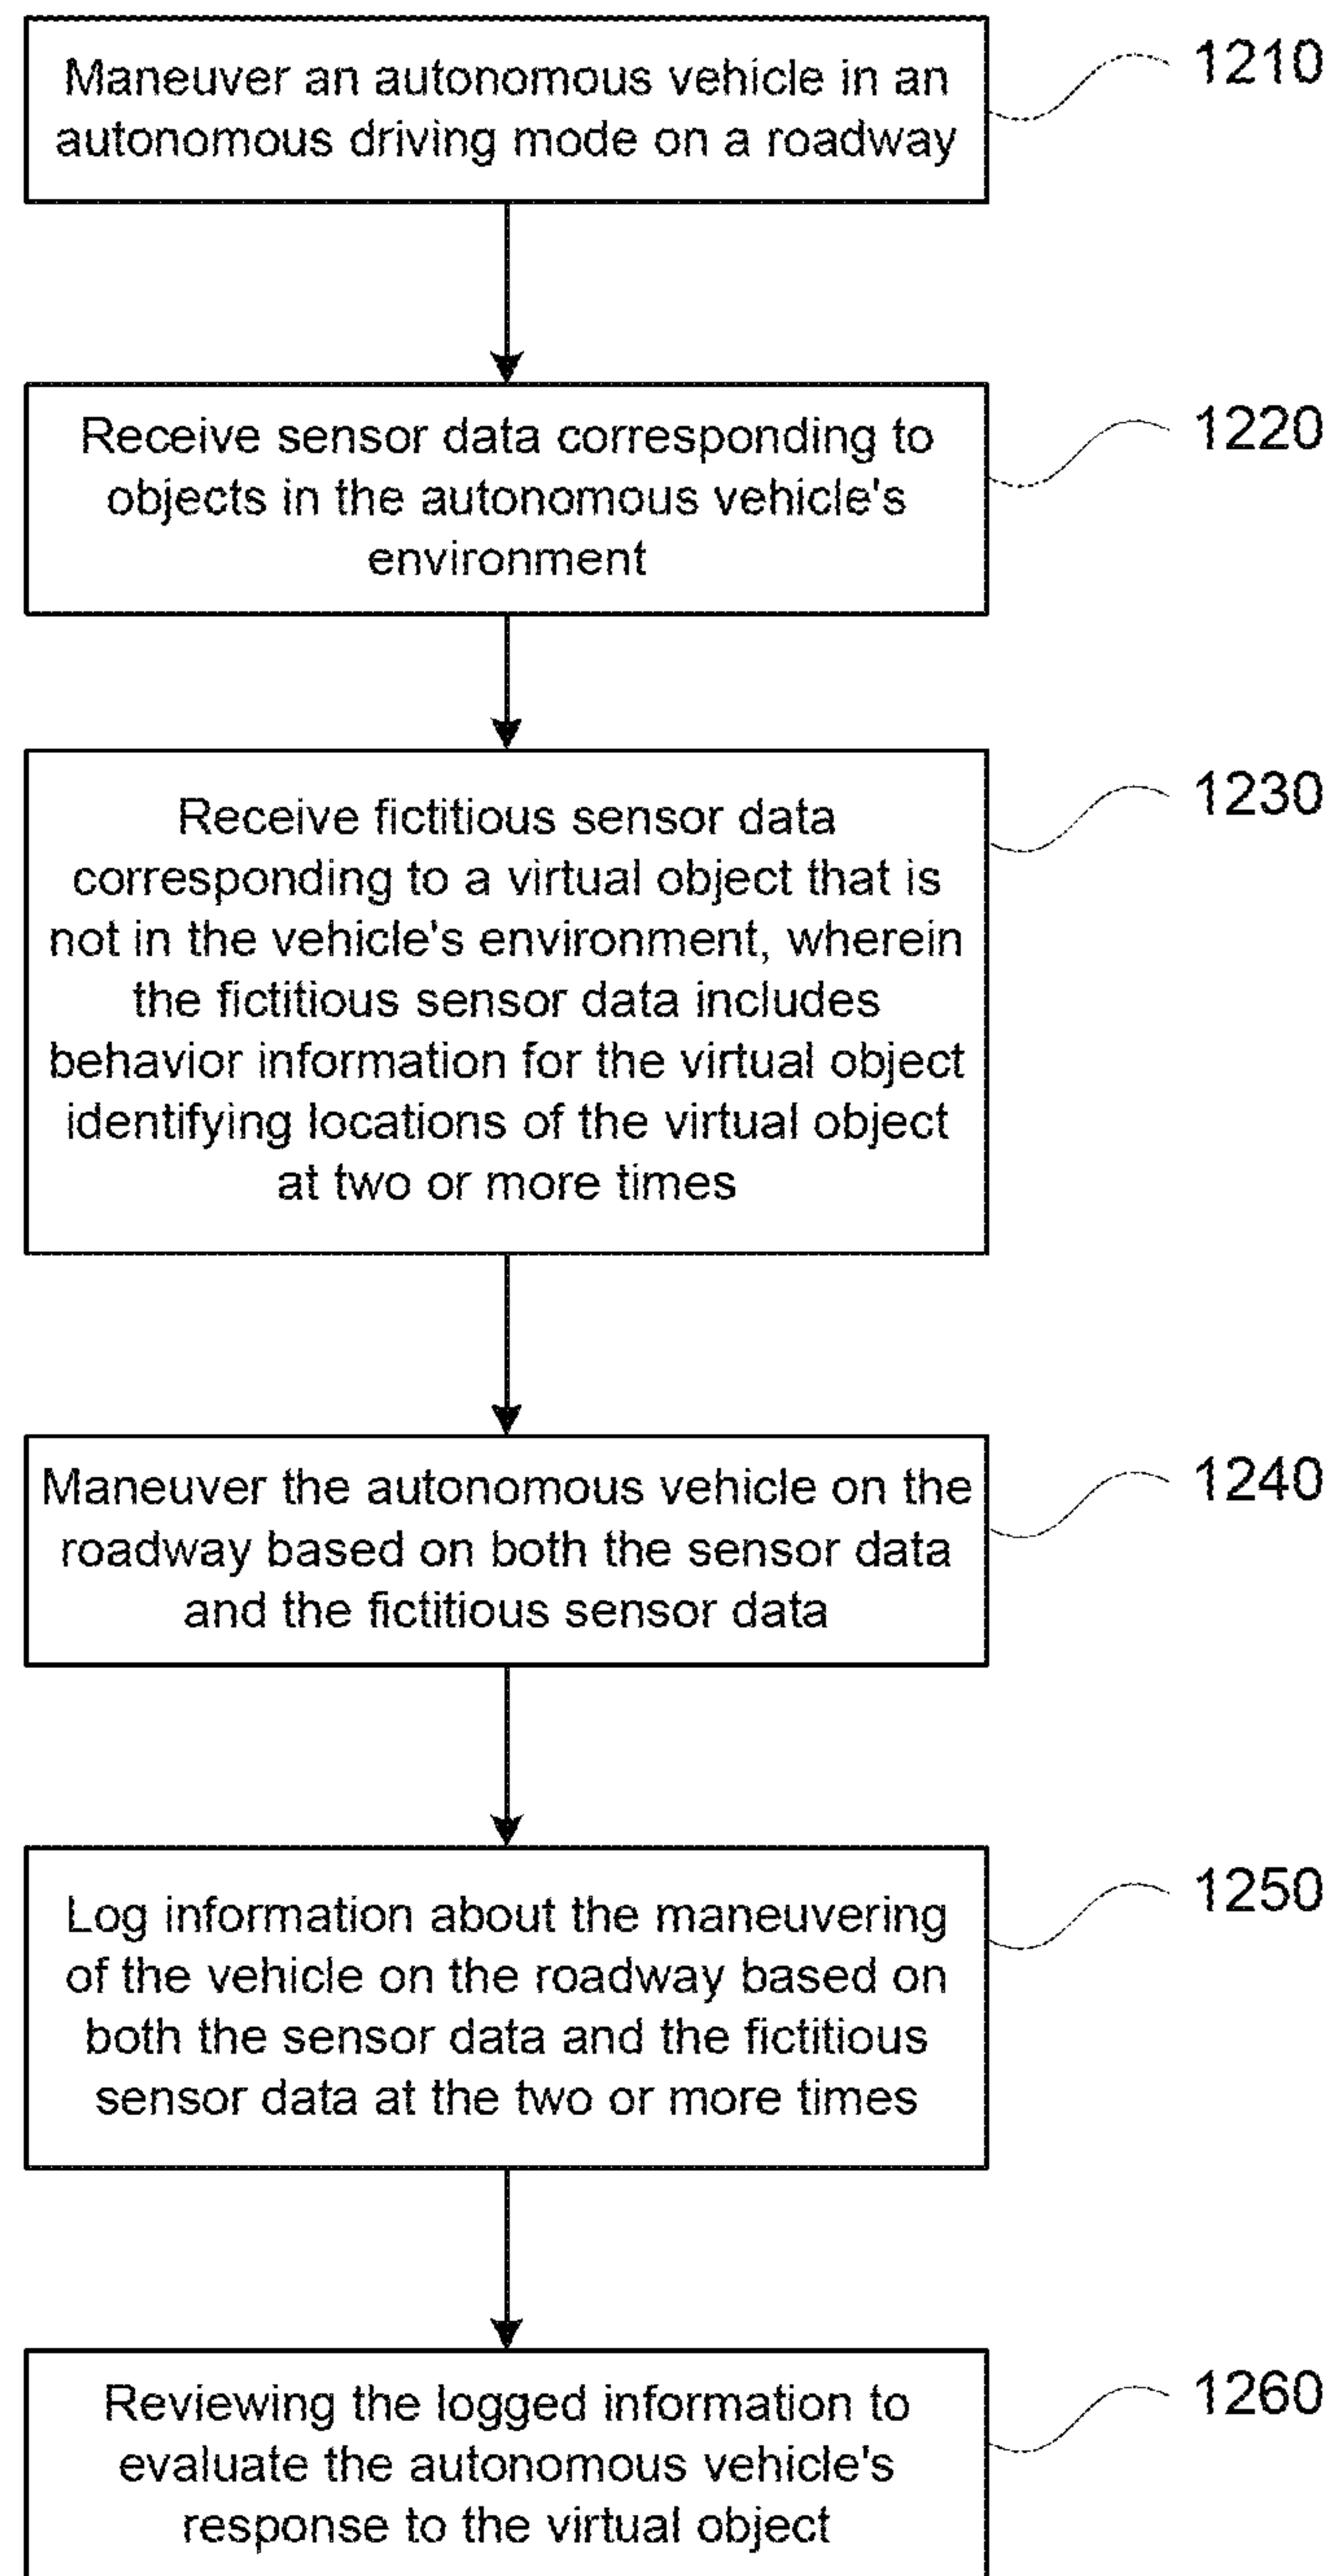 Maneuver an autonomous vehicle in an
autonomous driving mode on a roadway
1210
Receive sensor data corresponding to
objects in the autonomous vehicle's
environment
1220
Receive fictitious sensor data
corresponding to a virtual object that is
not in the vehicle's environment, wherein
the fictitious sensor data includes
behavior information for the virtual object
identifying locations of the virtual object
at two or more times
1230
Maneuver the autonomous vehicle on the
roadway based on both the sensor data
and the fictitious sensor data
1240
Log information about the maneuvering
of the vehicle on the roadway based on
both the sensor data and the fictitious
sensor data at the two or more times
1250
Reviewing the logged information to
evaluate the autonomous vehicle's
response to the virtual object
1260